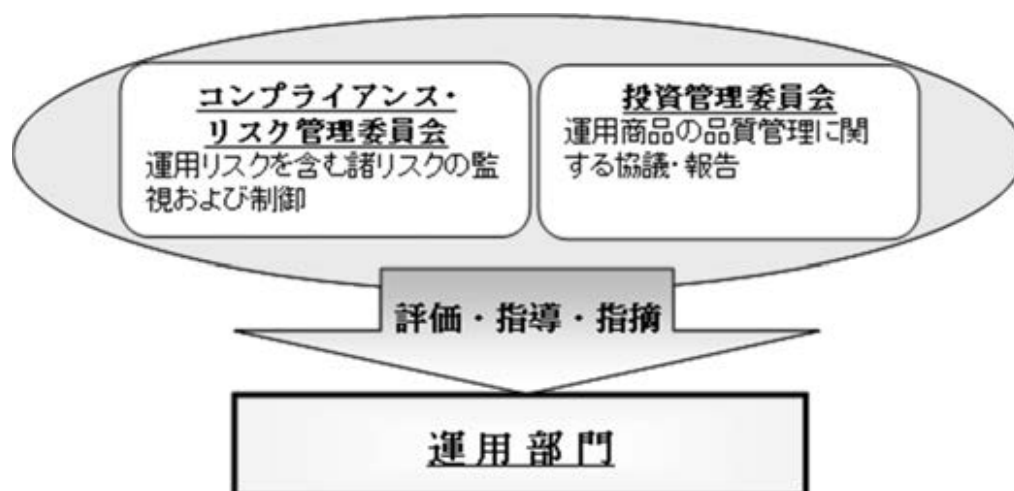 コンプライアンス・
リスク管理委員会
運用リスクを含む諸リスクの監
視および制御
投資管理委員会
運用商品の品質管理に関
する協議・報告
評価・指導・指摘
運用部門